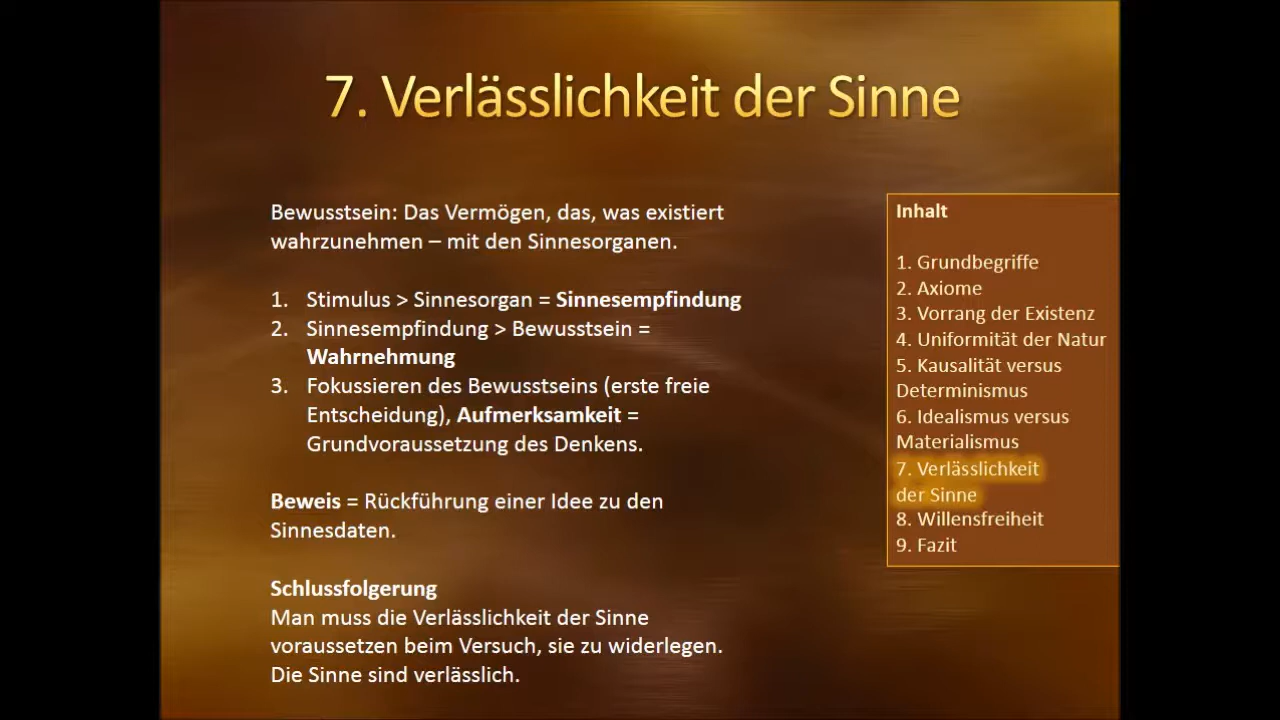 7. Verlässlichkeit der Sinne
Bewusstsein: Das Vermögen, das, was existiert
wahrzunehmen – mit den Sinnesorganen.
1. Stimulus > Sinnesorgan = Sinnesempfindung
2. Sinnesempfindung > Bewusstsein =
Wahrnehmung
3. Fokussieren des Bewusstseins (erste freie
Entscheidung), Aufmerksamkeit =
Grundvoraussetzung des Denkens.
Beweis = Rückführung einer Idee zu den
Sinnesdaten.
Schlussfolgerung
Man muss die Verlässlichkeit der Sinne
voraussetzen beim Versuch, sie zu widerlegen.
Die Sinne sind verlässlich.
Inhalt
1. Grundbegriffe
2. Axiome
3. Vorrang der Existenz
4. Uniformität der Natur
5. Kausalität versus
Determinismus
6. Idealismus versus
Materialismus
7. Verlässlichkeit
der Sinne
8. Willensfreiheit
9. Fazit